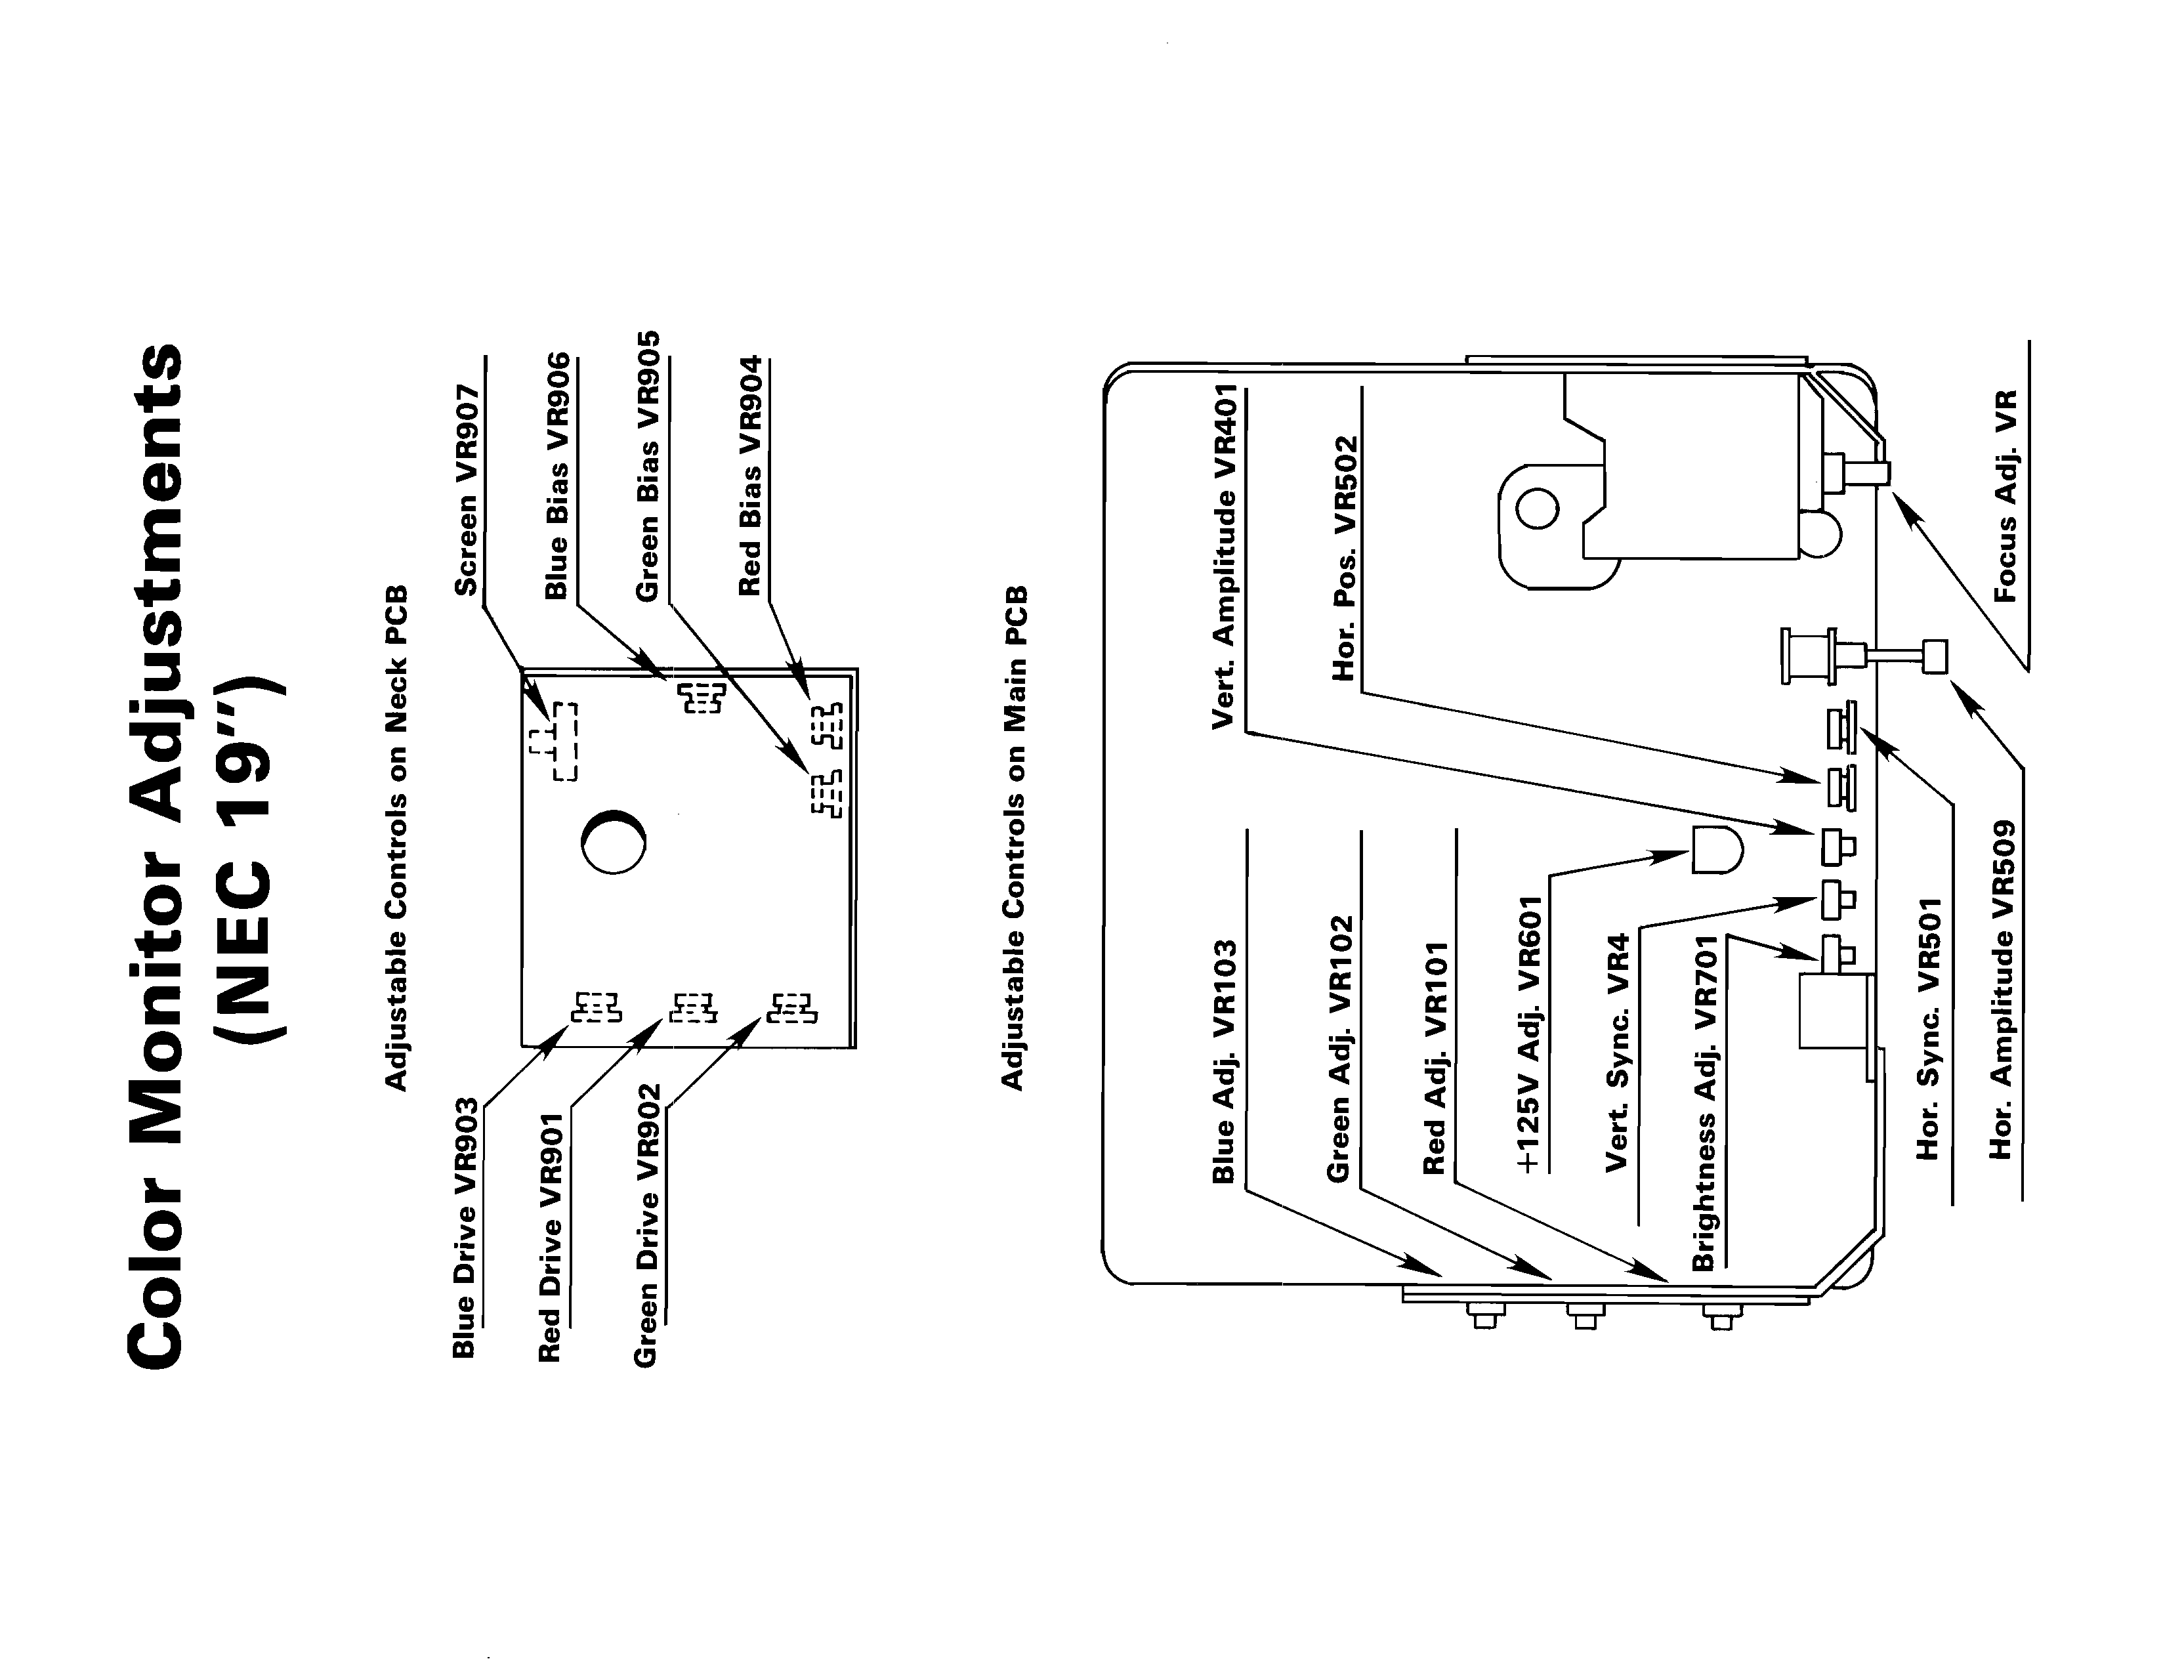 Color Monitor Adjustments
(NEC 19")
Adjustable Controls on Neck PCB
Blue Drive VR903
Screen VR907
Red Drive VR901
Blue Bias VR906
Green Drive VR902
Green Bias VR905
Red Bias VR904
Adjustable Controls on Main PCB
Blue Adj. VR103
Vert. Amplitude VR401
Green Adj. VR102
Hor. Pos. VR502
Red Adj. VR101
+125V Adj. VR601
Vert. Sync. VR4
Brightness Adj. VR701
Hor. Sync. VR501
Hor. Amplitude VR509
Focus Adj. VR